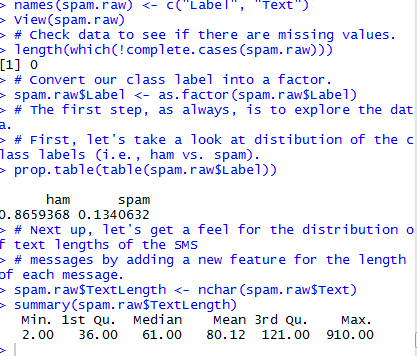 > names(spam.raw) <- c("Label", "Text")
> View(spam.raw)
> # Check data to see if there are missing values.
> length(which(!complete.cases(spam.raw)))
[1] 0
> # Convert our class label into a factor.
> spam.raw$Label <- as.factor(spam.raw$Label)
> # The first step, as always, is to explore the dat
a.
> # First, let's take a look at distibution of the c
lass labels (i.e., ham vs. spam).
> prop.table(table(spam.raw$Label))
ham spam
0.8659368 0.1340632
> # Next up, let's get a feel for the distribution o
f text lengths of the SMS
> # messages by adding a new feature for the length
of each message.
> spam.raw$TextLength <- nchar(spam.raw$Text)
> summary(spam.raw$TextLength)
Min. 1st Qu. Median Mean 3rd Qu. Max.
2.00 36.00 61.00 80.12 121.00 910.00
>